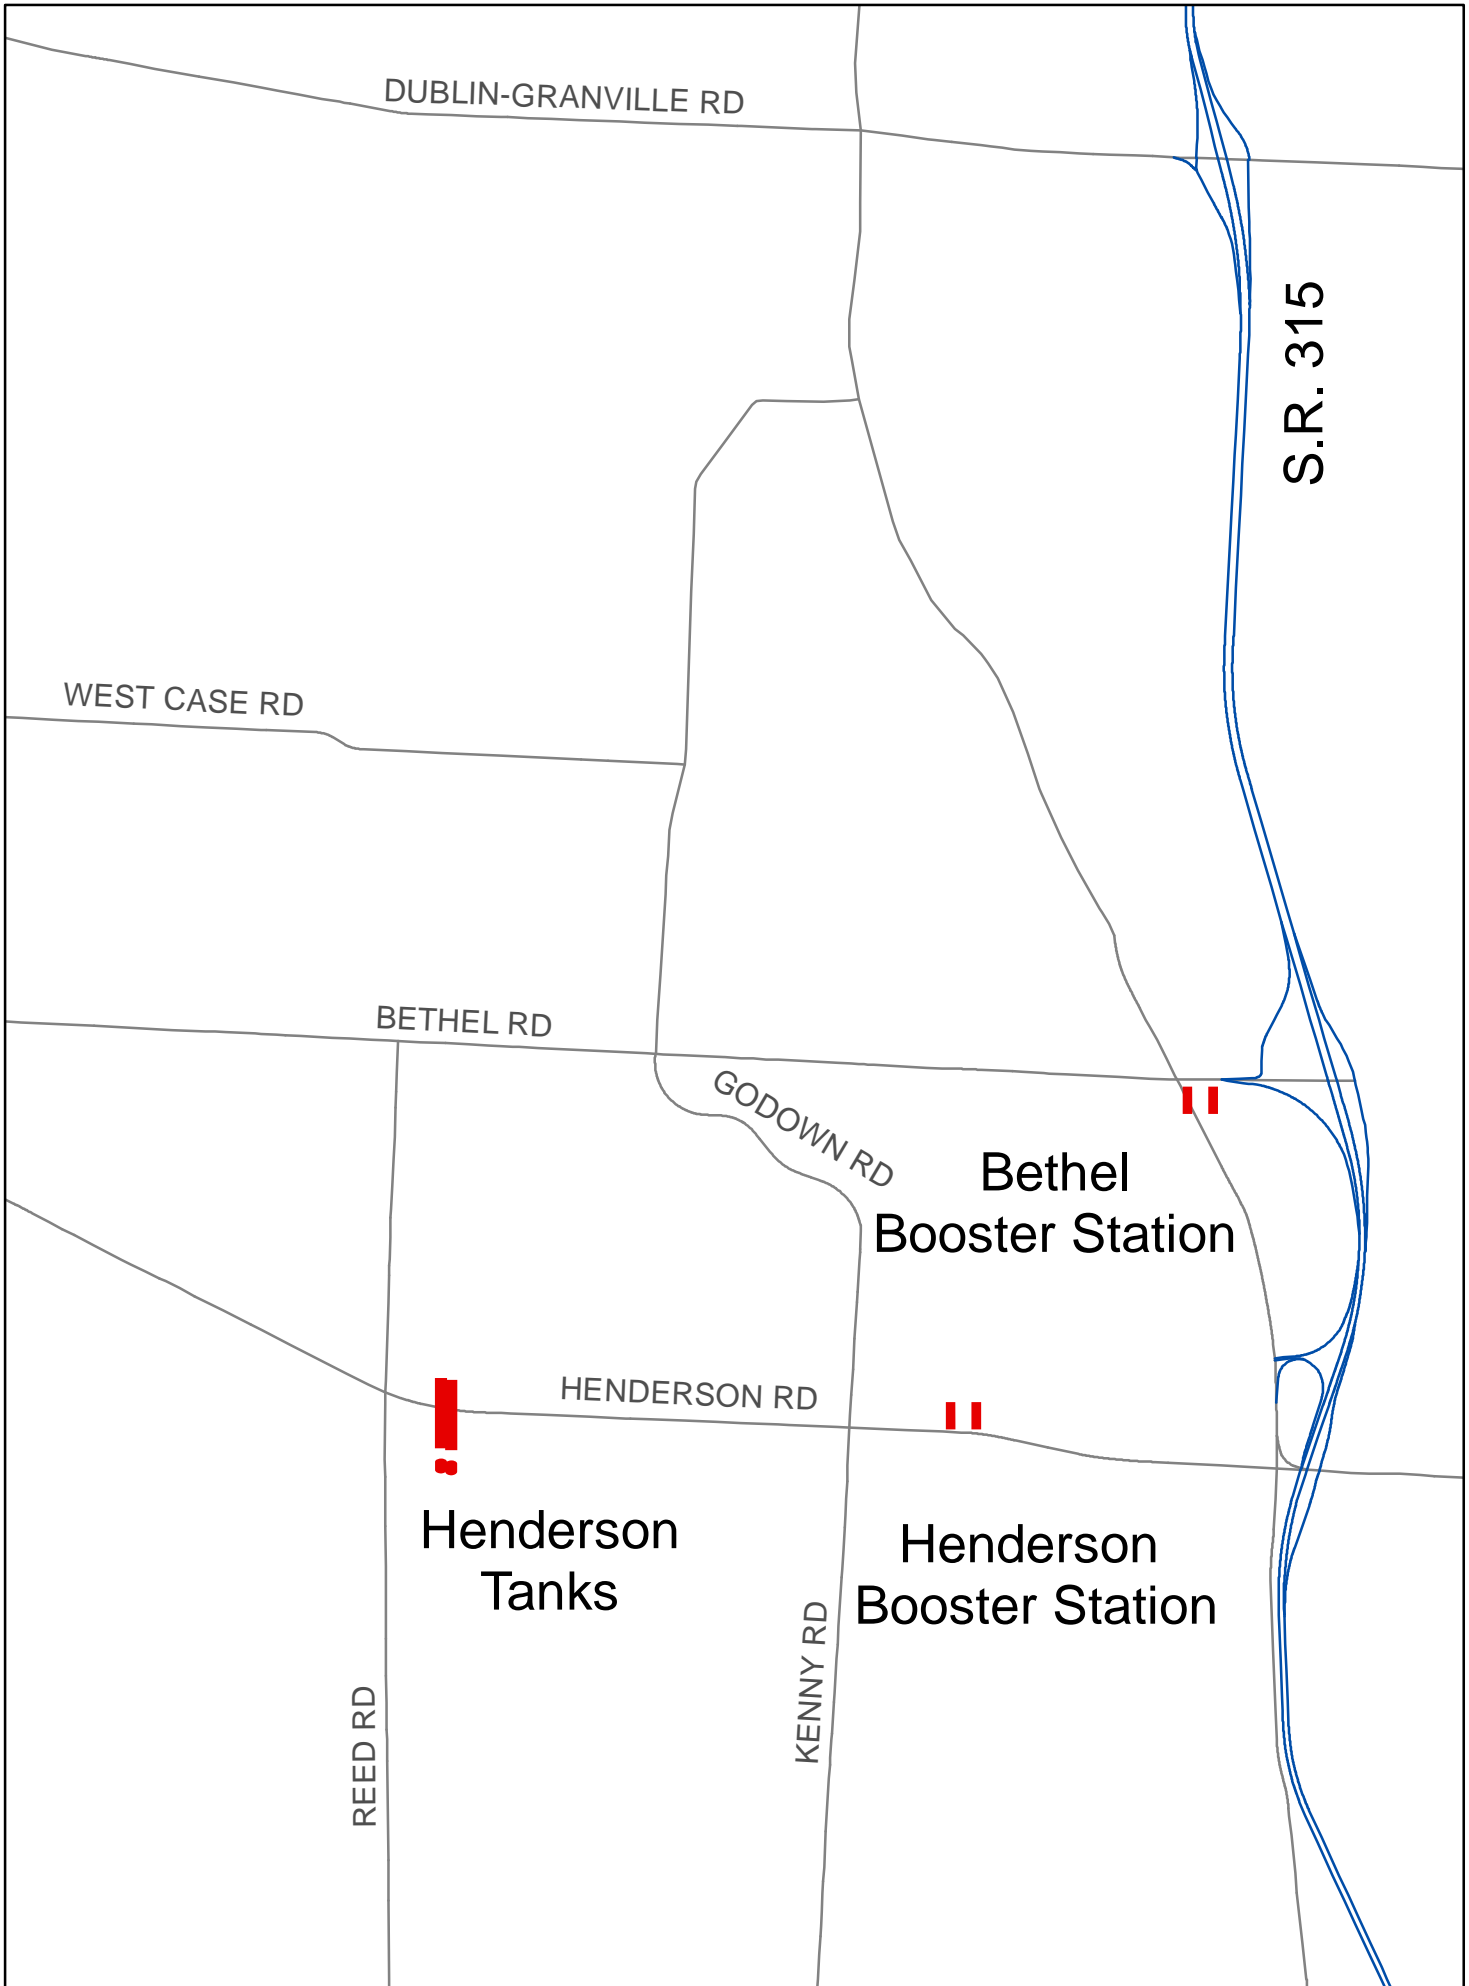 DUBLIN-GRANVILLE RD
S.R. 315
WEST CASE RD
BETHEL RD
GODOWN RD
Bethel
Booster Station
HENDERSON RD
Henderson
Tanks
Henderson
Booster Station
KENNY RD
REED RD